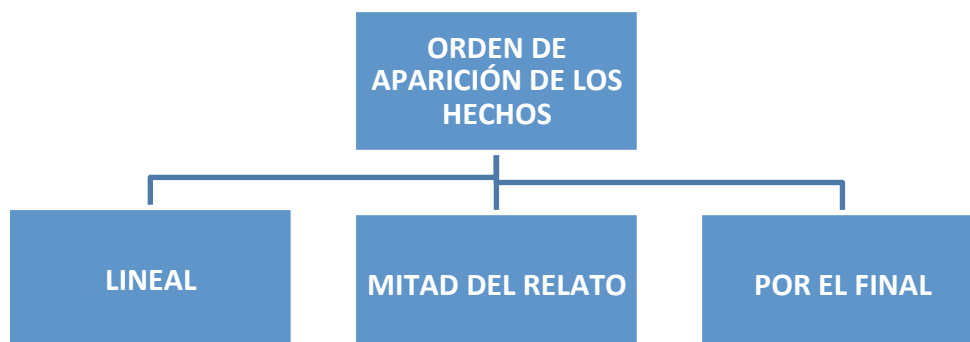 ORDEN DE
APARICIÓN DE LOS
HECHOS
LINEAL
MITAD DEL RELATO
POR EL FINAL